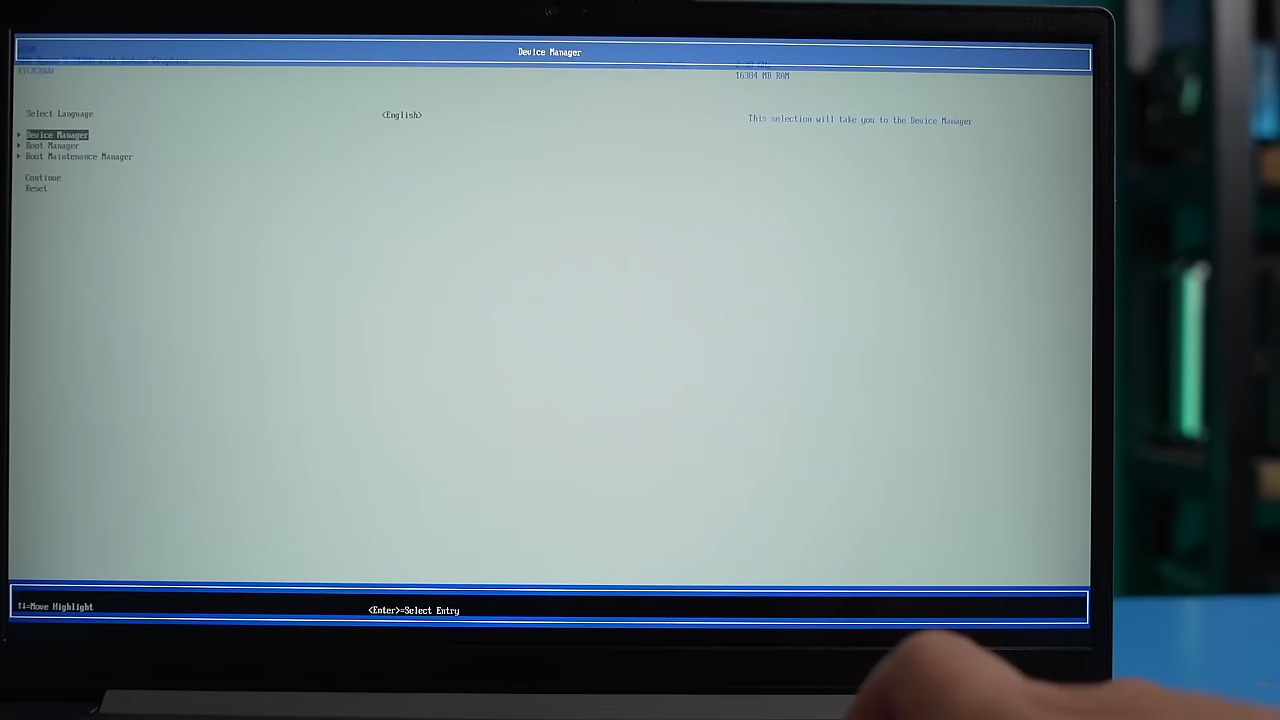 Device Manager
16384 MB RAM
Select Language <English> This selection will take you to the Device Manager
Device Manager
Boot Manager
Boot Maintenance Manager
Continue
Reset
↑↓=Move Highlight <Enter>=Select Entry